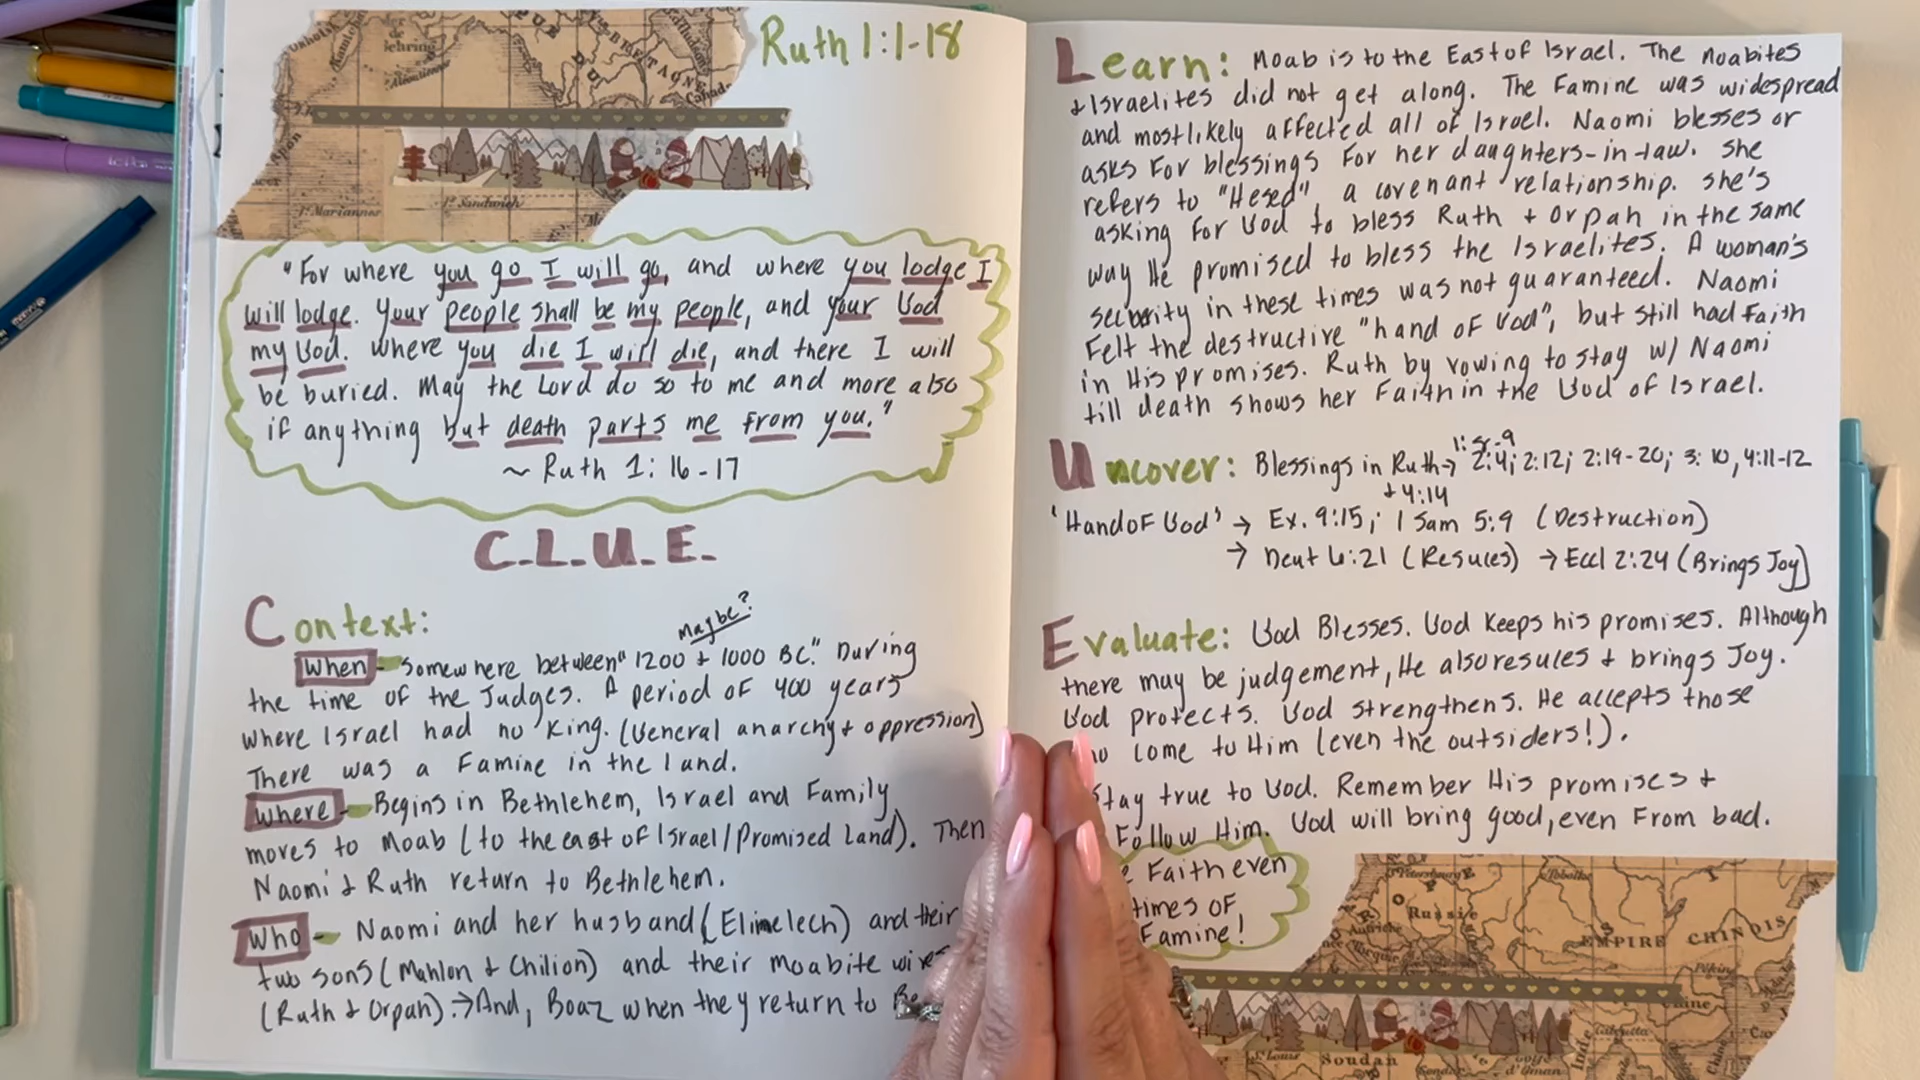 Ruth 1:1-18
"For where you go I will go, and where you lodge I
will lodge. Your people shall be my people, and your God
my God. Where you die I will die, and there I will
be buried. May the Lord do so to me and more also
if anything but death parts me from you."
~ Ruth 1:16-17
C.L.U.E.
Context:
Maybe?
When - Somewhere between "1200 + 1000 BC." During
the time of the Judges. A period of 400 years
where Israel had no King. (General anarchy + oppression)
There was a Famine in the land.
Where - Begins in Bethlehem, Israel and Family
moves to Moab (to the east of Israel/Promised Land). Then
Naomi & Ruth return to Bethlehem.
Who - Naomi and her husband (Elimelech) and their
two sons (Mahlon & Chilion) and their Moabite
(Ruth & Orpah). → And, Boaz when they return to
Learn: Moab is to the East of Israel. The Moabites
+ Israelites did not get along. The Famine was widespread
and most likely affected all of Israel. Naomi blesses or
asks For blessings For her daughters-in-law. She
refers to "Hesed" a covenant relationship. She's
asking For God to bless Ruth + Orpah in the same
way He promised to bless the Israelites. A woman's
security in these times was not guaranteed. Naomi
Felt the destructive "hand of God", but still had Faith
in His promises. Ruth by vowing to stay w/ Naomi
till death shows her Faith in the God of Israel.
Uncover: Blessings in Ruth → 1:8-9
2:4; 2:12; 2:19-20; 3:10, 4:11-12
+ 4:14
'Hand of God' → Ex. 9:15; 1 Sam 5:9 (Destruction)
→ Deut 6:21 (Resues) → Eccl 2:24 (Brings Joy)
Evaluate: God Blesses. God Keeps his promises. Although
there may be judgement, He also resues + brings Joy.
God protects. God strengthens. He accepts those
come to Him (even the outsiders!).
Stay true to God. Remember His promises +
Follow Him. God will bring good, even From bad.
Faith even
times of
Famine!
Russie
EMPIRE CHINOIS
Soudan
Is. Mariannes
Is. Sandwich